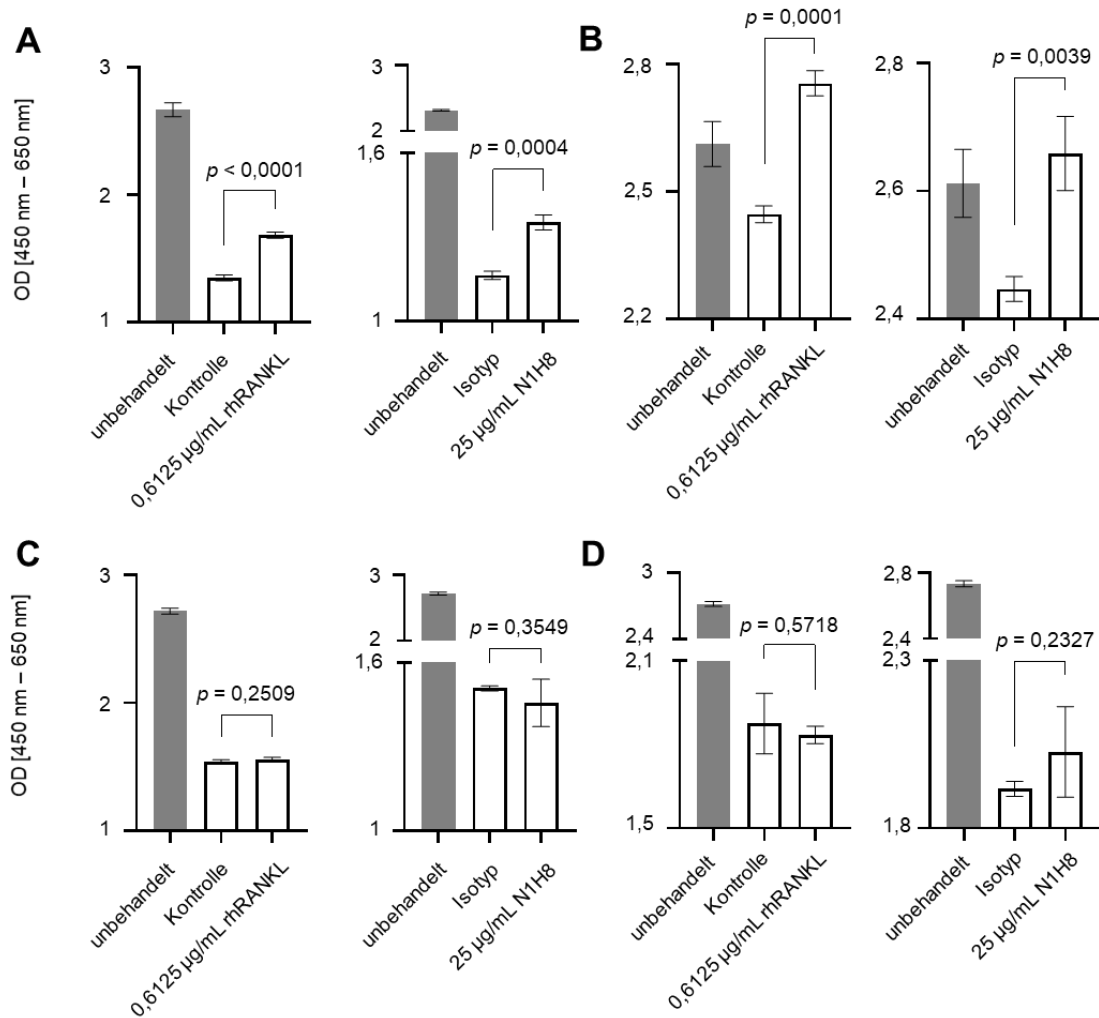 A
OD [450 nm – 650 nm]
3
2
1
p < 0,0001
unbehandelt
Kontrolle
0,6125 µg/mL rhRANKL
3
2
1,6
1
p = 0,0004
unbehandelt
Isotyp
25 µg/mL N1H8
B
2,8
2,5
2,2
p = 0,0001
unbehandelt
Kontrolle
0,6125 µg/mL rhRANKL
2,8
2,6
2,4
p = 0,0039
unbehandelt
Isotyp
25 µg/mL N1H8
C
OD [450 nm – 650 nm]
3
2
1
p = 0,2509
unbehandelt
Kontrolle
0,6125 µg/mL rhRANKL
3
2
1,6
1
p = 0,3549
unbehandelt
Isotyp
25 µg/mL N1H8
D
3
2,4
2,1
1,5
p = 0,5718
unbehandelt
Kontrolle
0,6125 µg/mL rhRANKL
2,8
2,4
2,3
1,8
p = 0,2327
unbehandelt
Isotyp
25 µg/mL N1H8